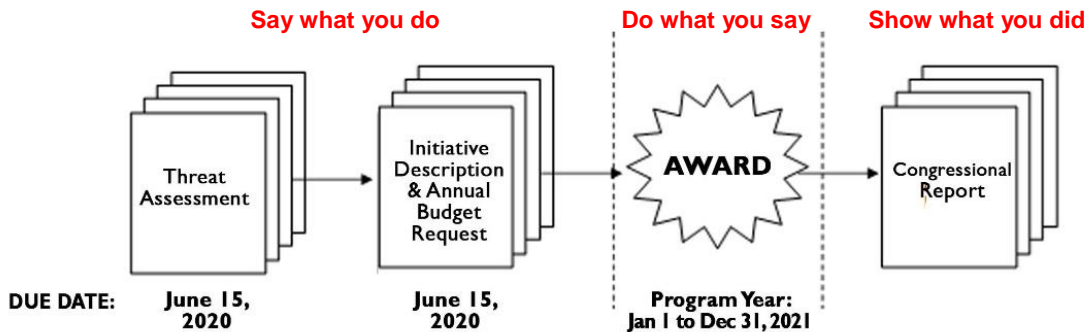 Say what you do
Do what you say
Show what you did
Threat
Assessment
Initiative
Description
& Annual
Budget
Request
AWARD
Congressional
Report
DUE DATE:
June 15,
2020
June 15,
2020
Program Year:
Jan 1 to Dec 31, 2021